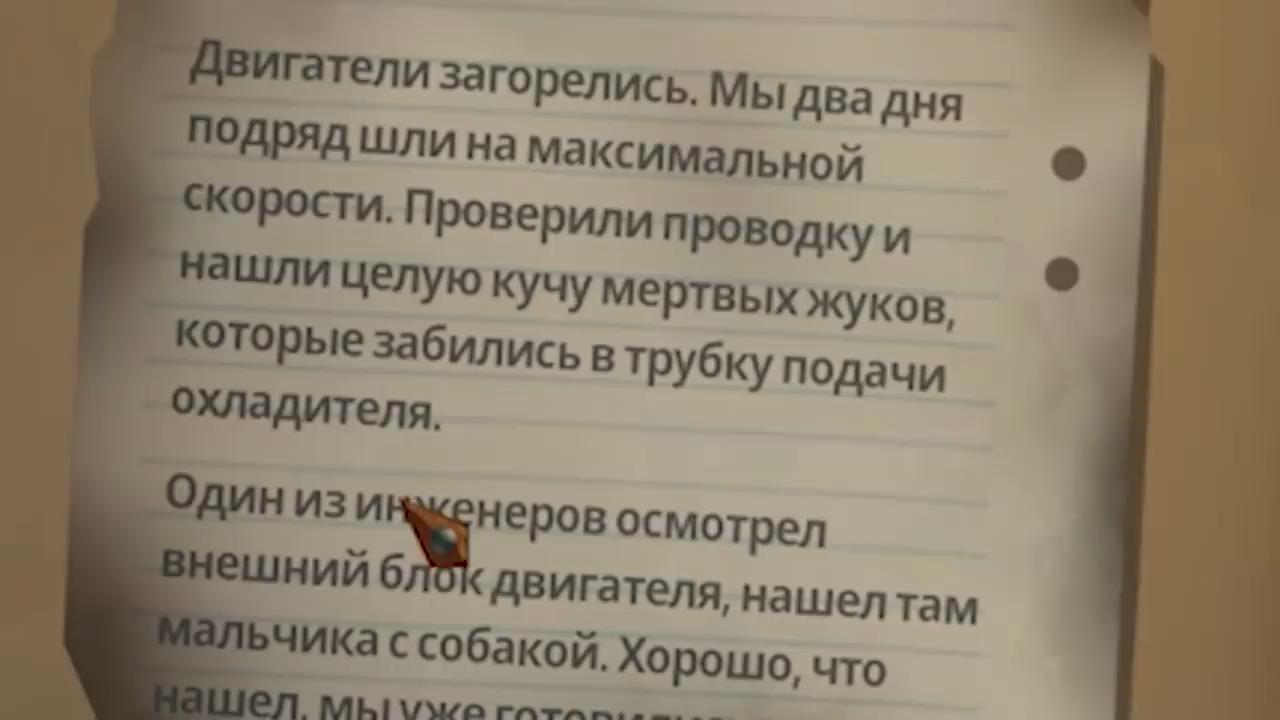 Двигатели загорелись. Мы два дня
подряд шли на максимальной
скорости. Проверили проводку и
нашли целую кучу мертвых жуков,
которые забились в трубку подачи
охладителя.
Один из инженеров осмотрел
внешний блок двигателя, нашел там
мальчика с собакой. Хорошо, что
нашел, мы уже